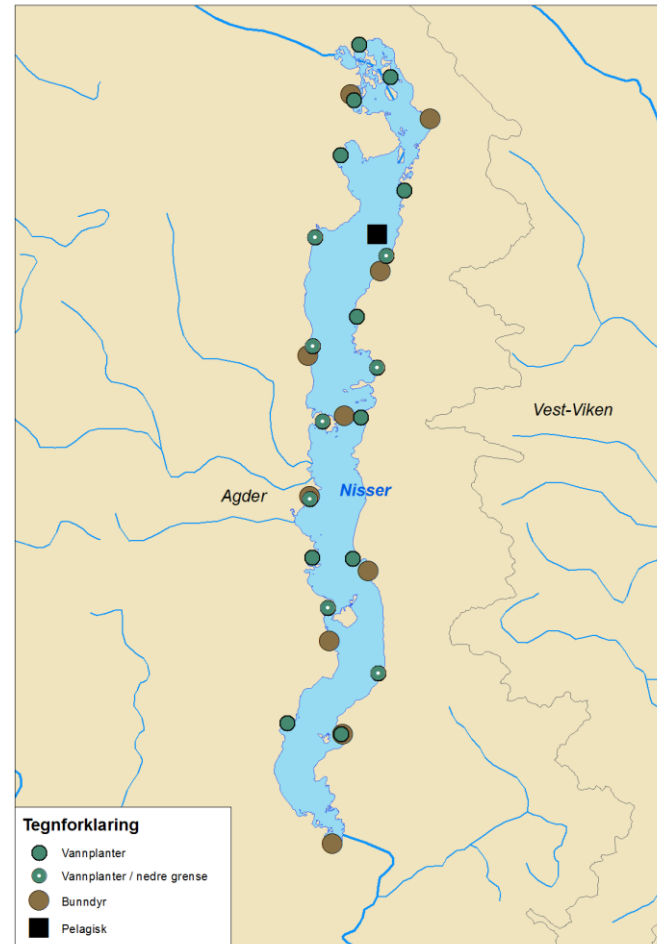 Vest-Viken
Agder
Nisser
Tegnforklaring
Vannplanter
Vannplanter / nedre grense
Bunndyr
Pelagisk